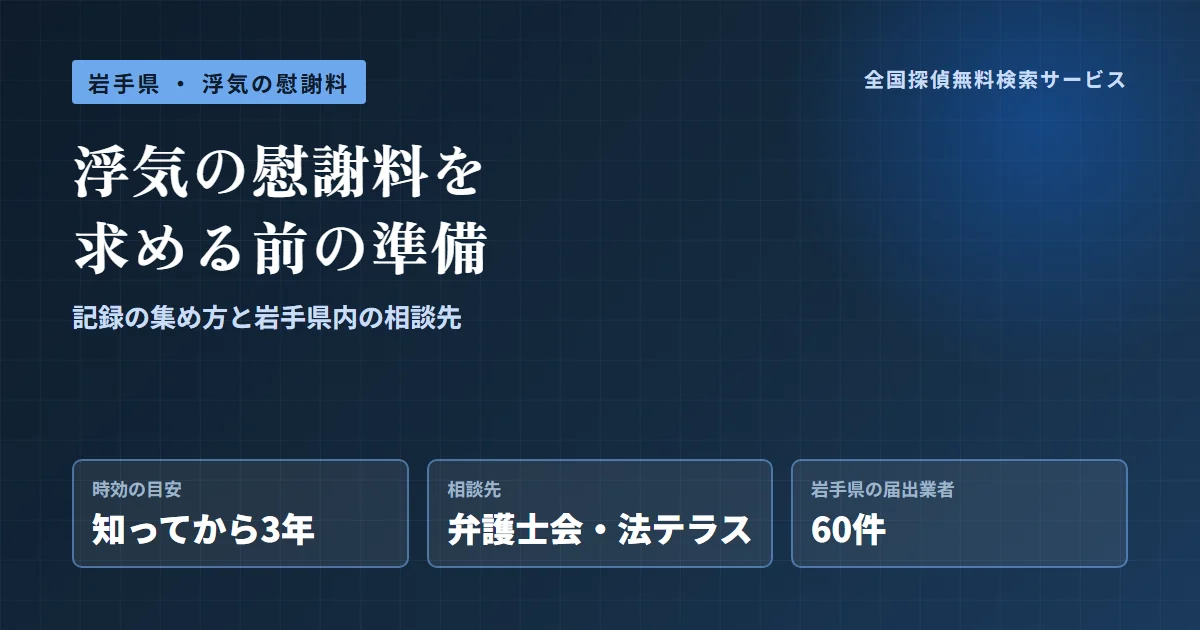 岩手県 ・ 浮気の慰謝料
全国探偵無料検索サービス
浮気の慰謝料を
求める前の準備
記録の集め方と岩手県内の相談先
時効の目安
知ってから3年
相談先
弁護士会・法テラス
岩手県の届出業者
60件